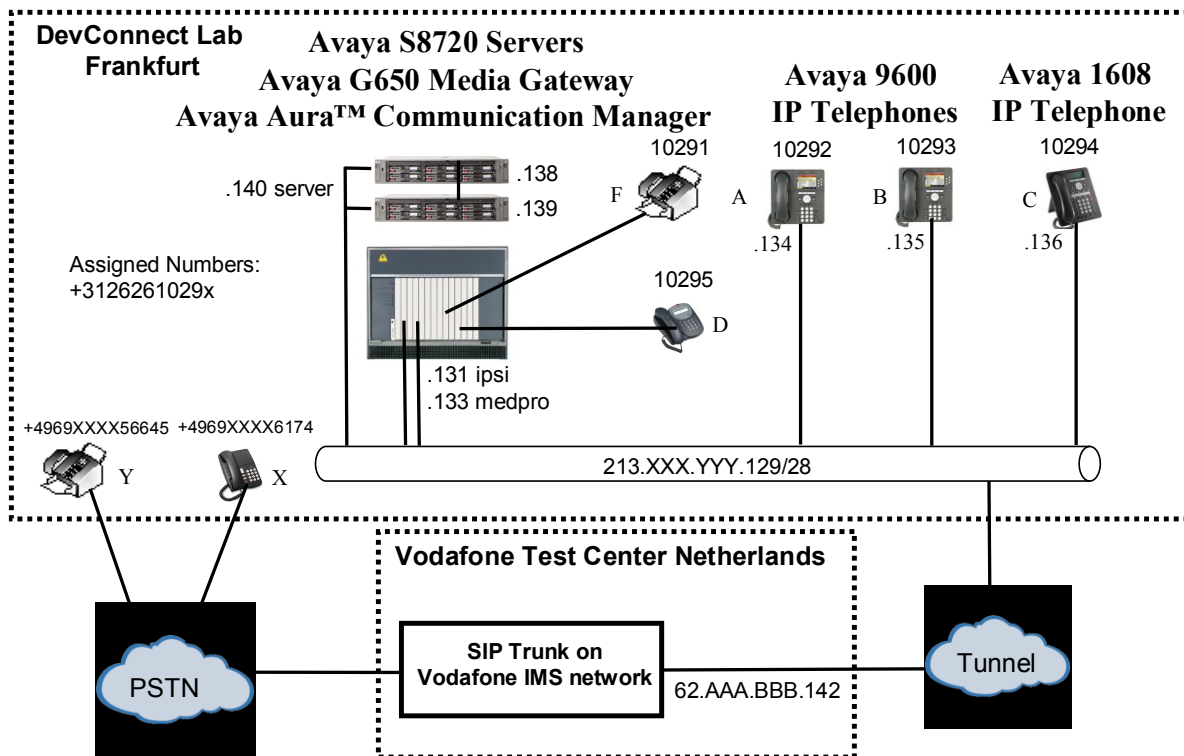 DevConnect Lab
Frankfurt
Avaya S8720 Servers
Avaya G650 Media Gateway
Avaya Aura™ Communication Manager
Avaya 9600
IP Telephones
Avaya 1608
IP Telephone
10291
10292
10293
10294
.140 server
.138
.139
F
A
B
C
.134
.135
.136
Assigned Numbers:
+3126261029x
10295
D
.131 ipsi
.133 medpro
+4969XXXX56645
+4969XXXX6174
Y
X
213.XXX.YYY.129/28
Vodafone Test Center Netherlands
SIP Trunk on
Vodafone IMS network
PSTN
62.AAA.BBB.142
Tunnel